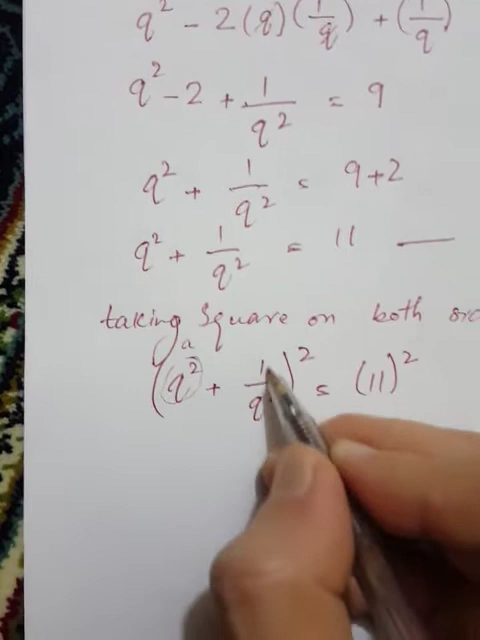 q² - 2(q)(1/q) + (1/q)
q² - 2 + 1/q² = 9
q² + 1/q² = 9+2
q² + 1/q² = 11 —
taking Square on both
a
(q² + 1/q)² = (11)²